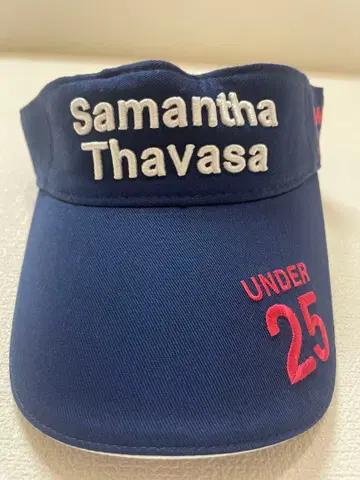 Samantha
Thavasa
UNDER
25